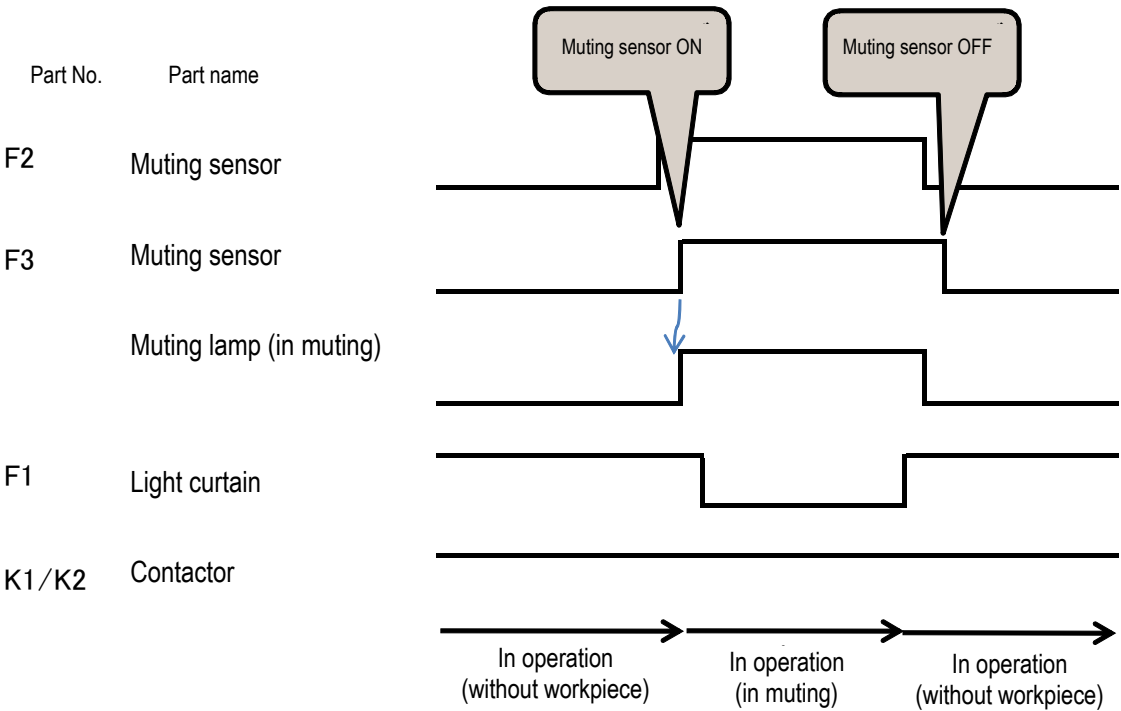 Muting sensor ON
Muting sensor OFF
Part No. Part name
F2 Muting sensor
F3 Muting sensor
Muting lamp (in muting)
F1 Light curtain
K1/K2 Contactor
In operation
(without workpiece)
In operation
(in muting)
In operation
(without workpiece)